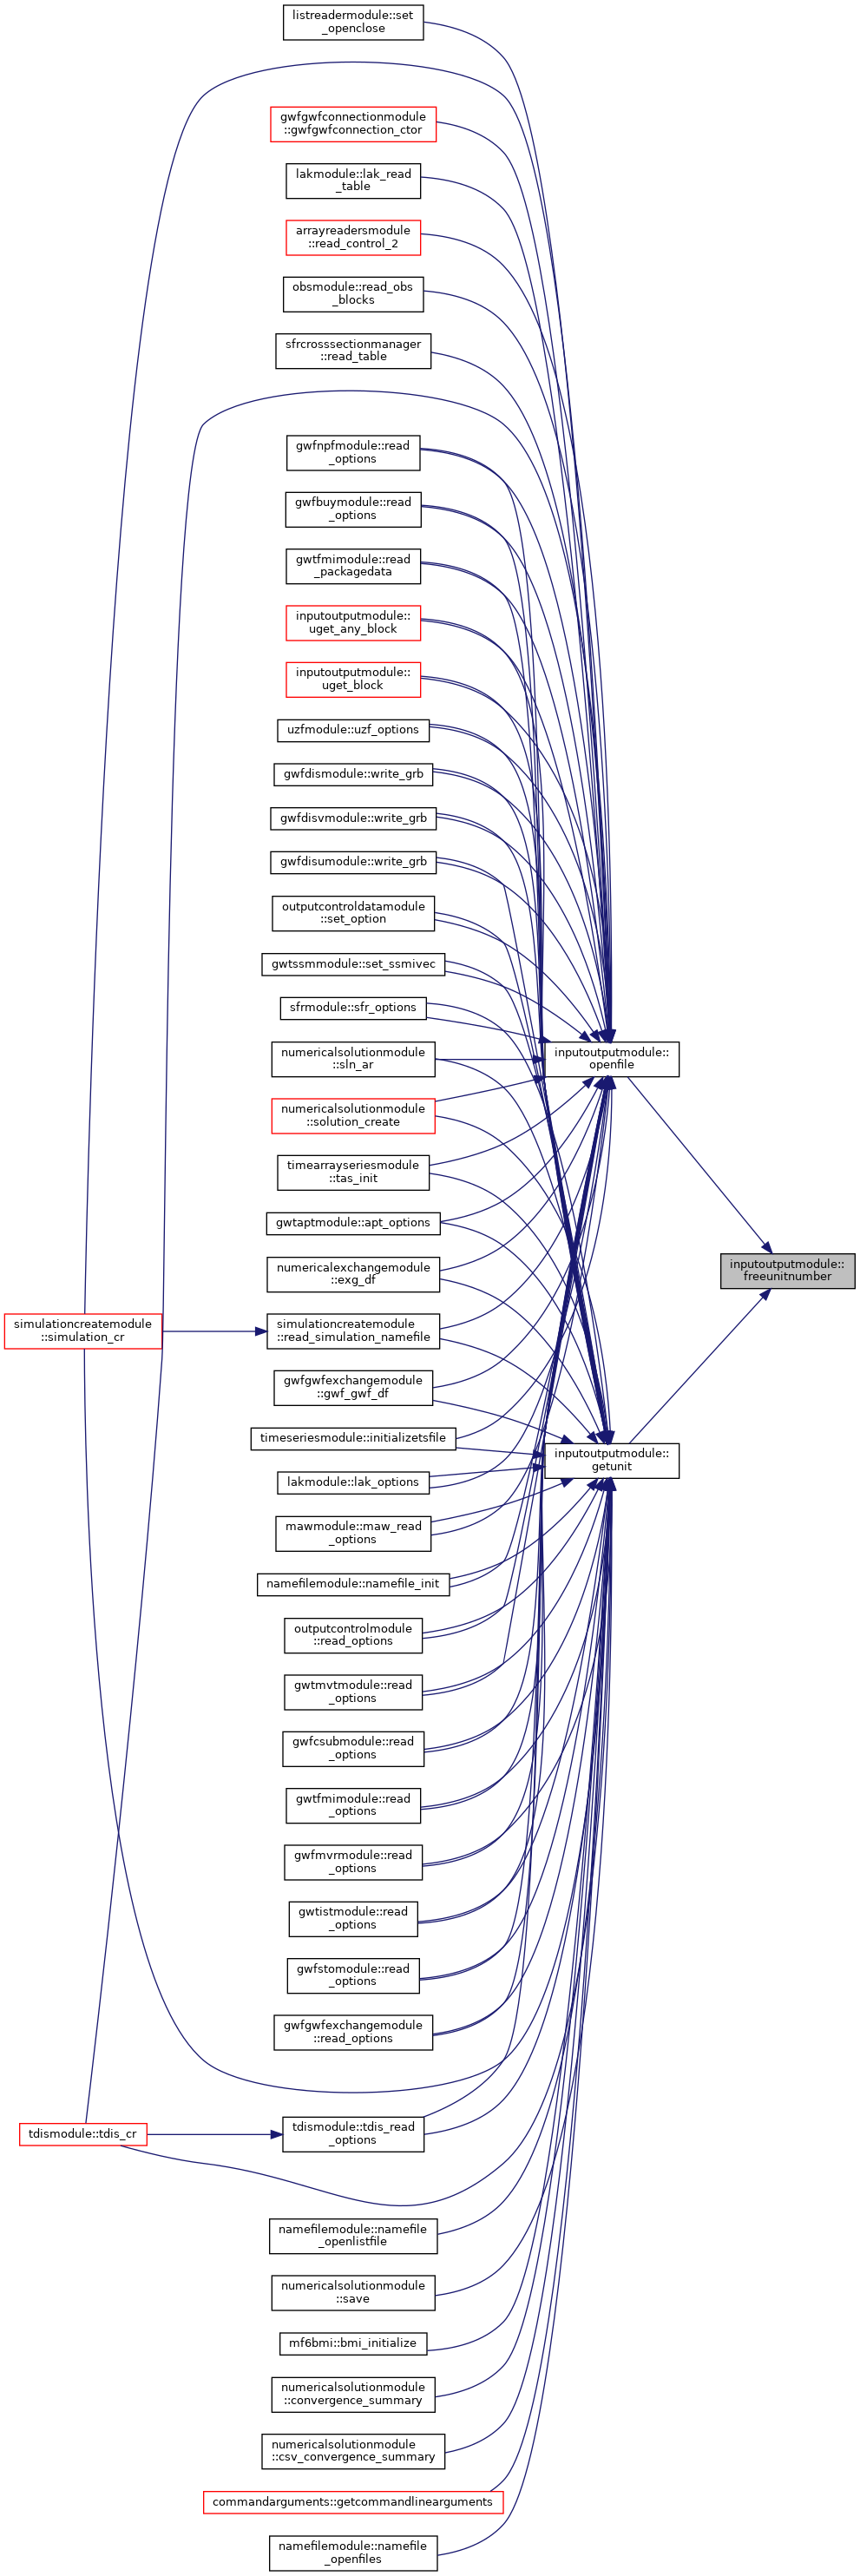 listreadermodule::set
_openclose
gwfgwfconnectionmodule
::gwfgwfconnection_ctor
lakmodule::lak_read
_table
arrayreadersmodule
::read_control_2
obsmodule::read_obs
_blocks
sfrcrosssectionmanager
::read_table
gwfnpfmodule::read
_options
gwfbuymodule::read
_options
gwtfmimodule::read
_packagedata
inputoutputmodule::
uget_any_block
inputoutputmodule::
uget_block
uzfmodule::uzf_options
gwfdismodule::write_grb
gwfdisvmodule::write_grb
gwfdisumodule::write_grb
outputcontroldatamodule
::set_option
gwtssmmodule::set_ssmivec
sfrmodule::sfr_options
numericalsolutionmodule
::sln_ar
inputoutputmodule::
openfile
numericalsolutionmodule
::solution_create
timearrayseriesmodule
::tas_init
gwtaptmodule::apt_options
numericalexchangemodule
::exg_df
inputoutputmodule::
freeunitnumber
simulationcreatemodule
::simulation_cr
simulationcreatemodule
::read_simulation_namefile
gwfgwfexchangemodule
::gwf_gwf_df
timeseriesmodule::initializetsfile
inputoutputmodule::
getunit
lakmodule::lak_options
mawmodule::maw_read
_options
namefilemodule::namefile_init
outputcontrolmodule
::read_options
gwtmvtmodule::read
_options
gwfcsubmodule::read
_options
gwtfmimodule::read
_options
gwfmvrmodule::read
_options
gwtistmodule::read
_options
gwfstomodule::read
_options
gwfgwfexchangemodule
::read_options
tdismodule::tdis_cr
tdismodule::tdis_read
_options
namefilemodule::namefile
_openlistfile
numericalsolutionmodule
::save
mf6bmi::bmi_initialize
numericalsolutionmodule
::convergence_summary
numericalsolutionmodule
::csv_convergence_summary
commandarguments::getcommandlinearguments
namefilemodule::namefile
_openfiles